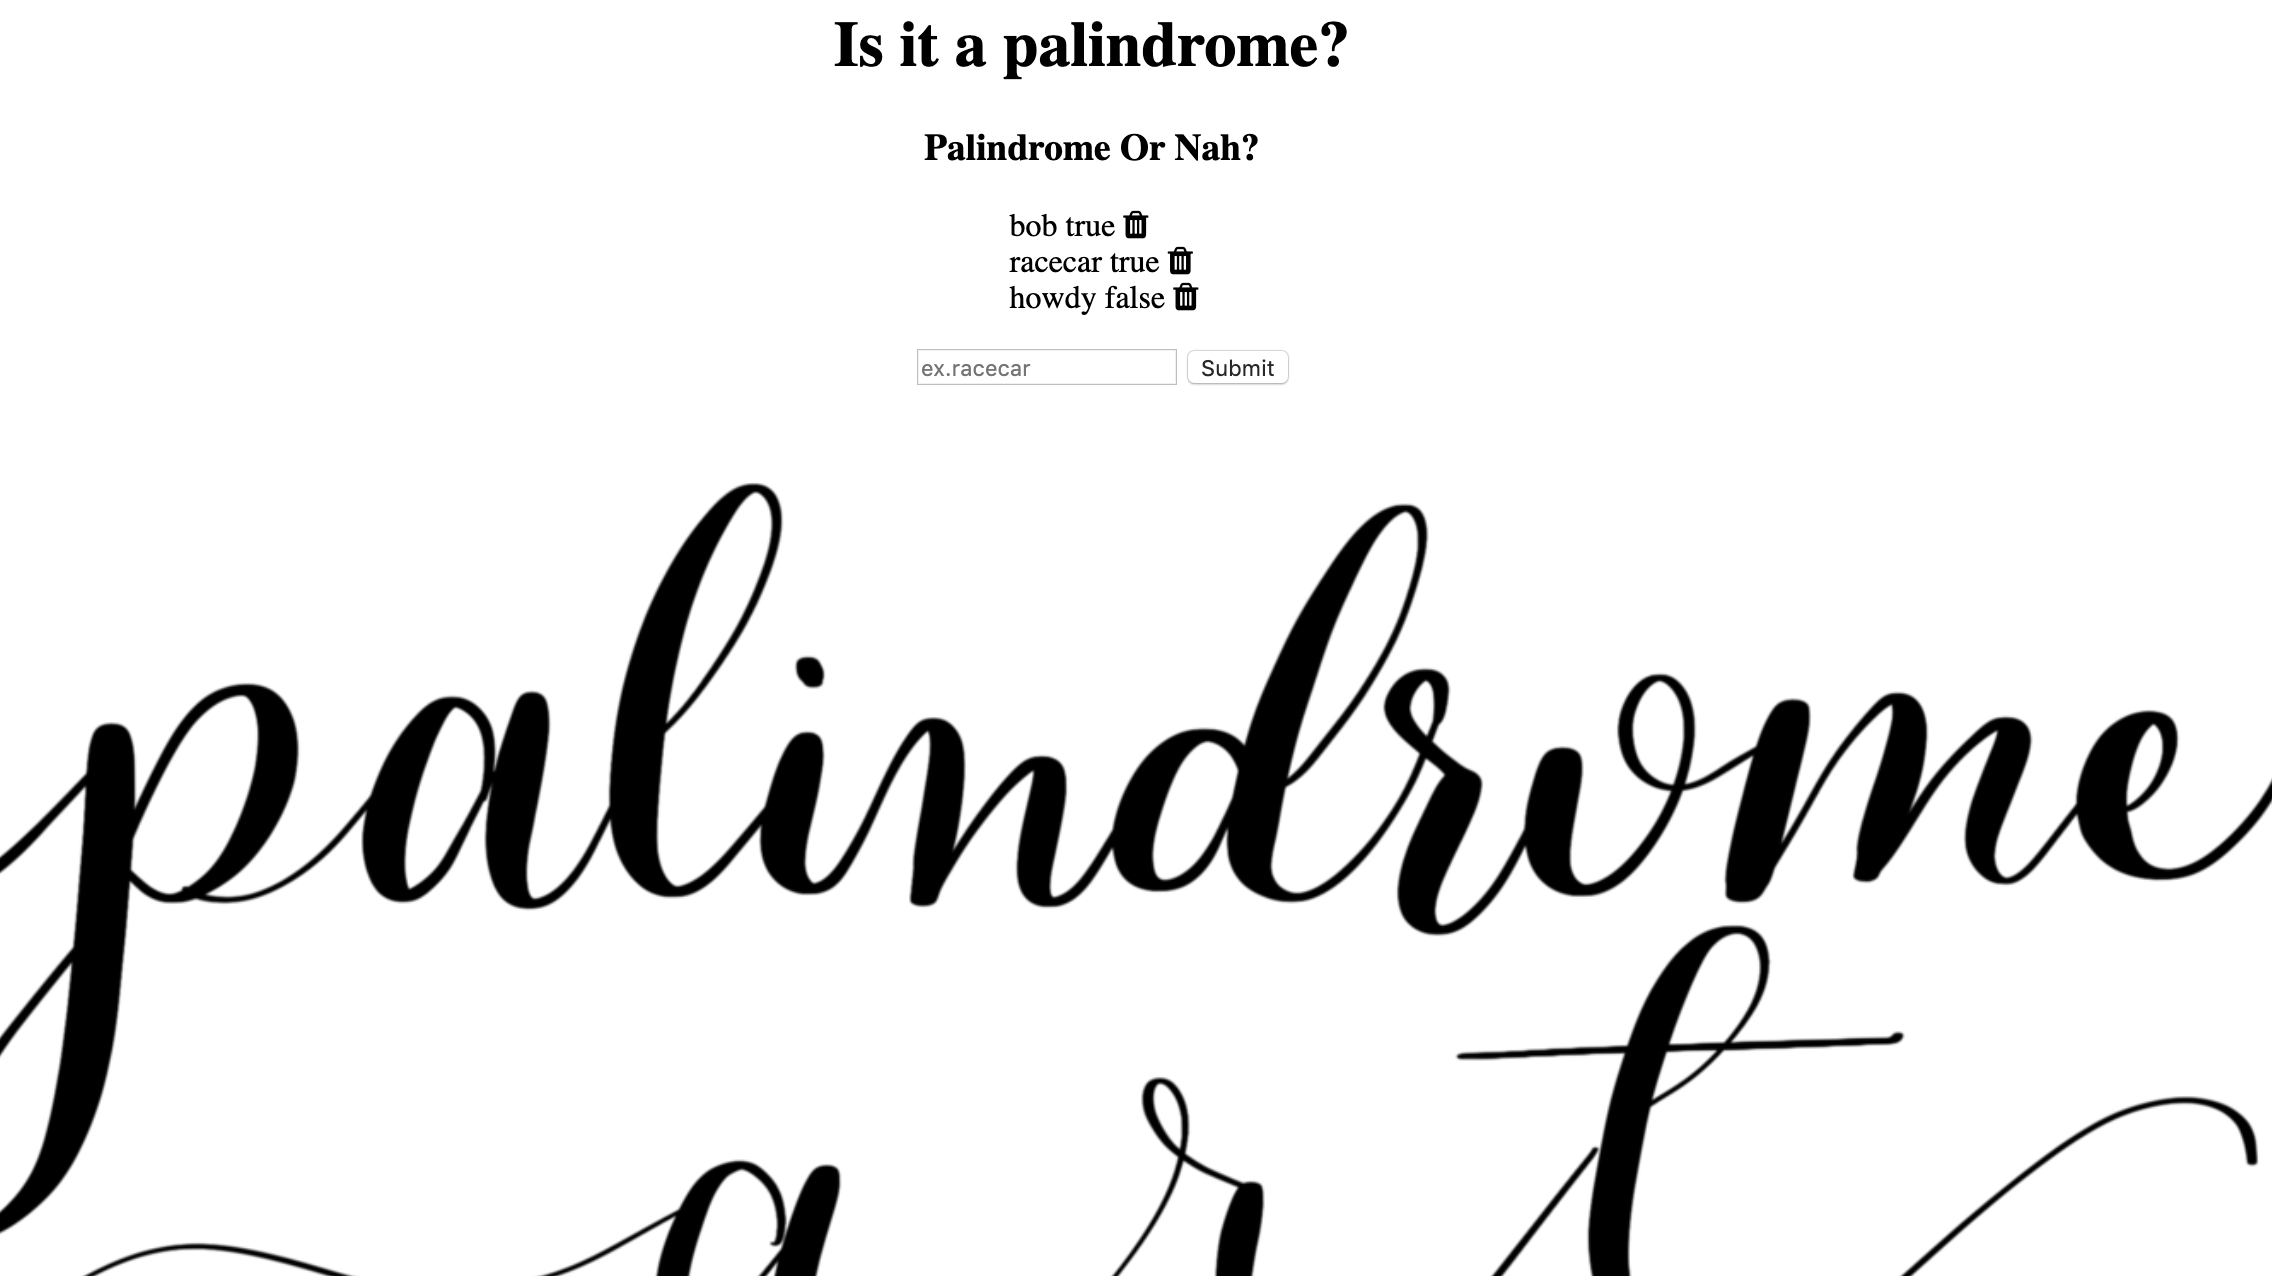 Is it a palindrome?
Palindrome Or Nah?
bob true
racecar true
howdy false
ex.racecar Submit
palindrome
art